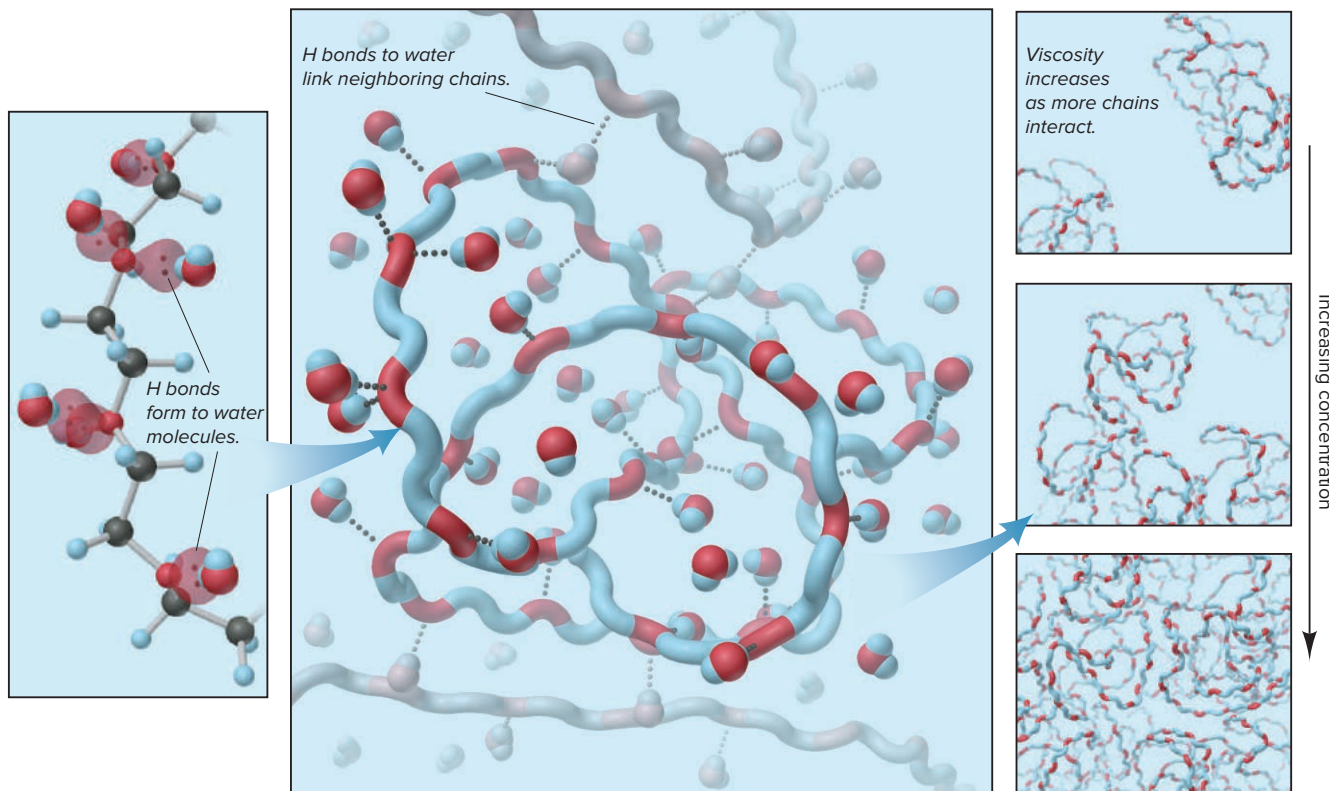 H bonds to water
link neighboring chains.
Viscosity
increases
as more chains
interact.
H bonds
form to water
molecules.
Increasing concentration